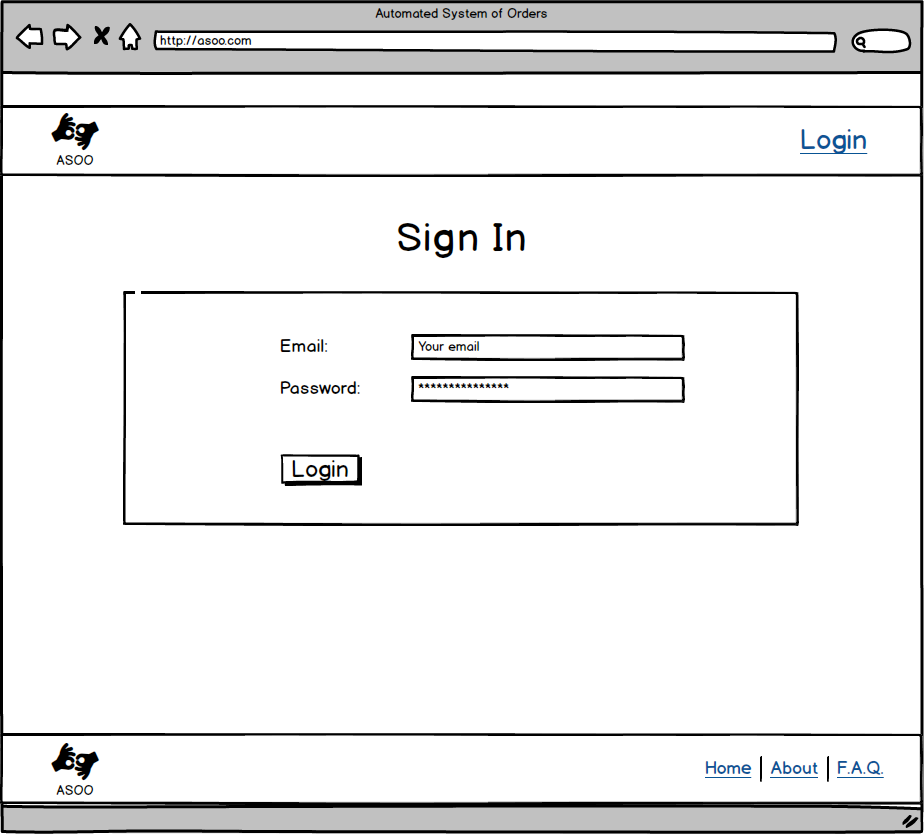 Automated System of Orders
http://asoo.com
ASOO
Login
Sign In
Email:
Your email
Password:
***************
Login
ASOO
Home
About
F.A.Q.